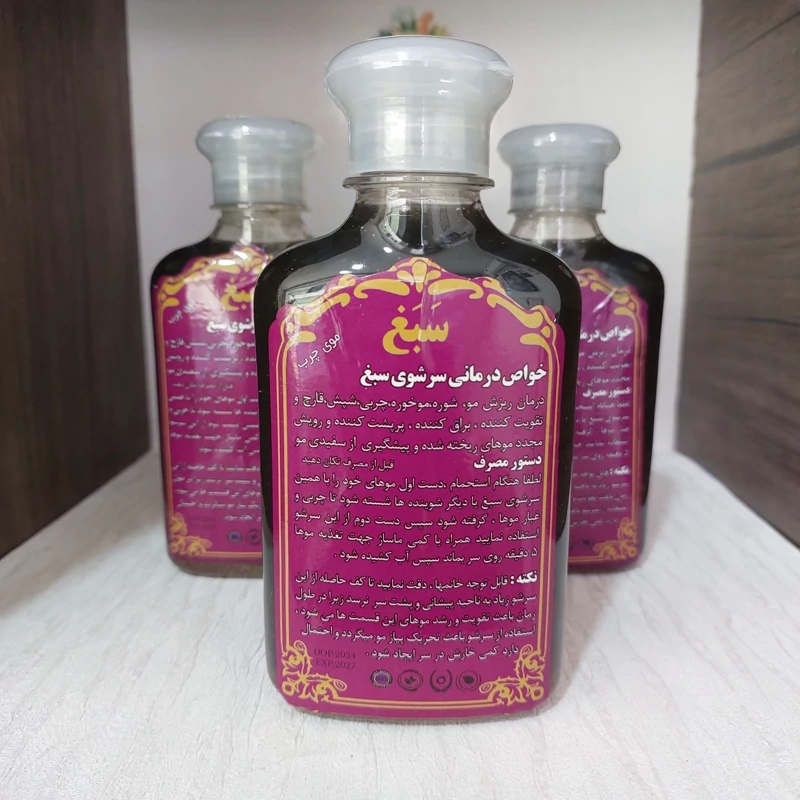 سَبَغ
موی چرب
خواص درمانی سرشوی سبغ
درمان ریزش مو، شوره،موخوره،چربی،شپش،قارچ و
تقویت کننده ، براق کننده ، پرپشت کننده و رویش
مجدد موهای ریخته شده و پیشگیری از سفیدی مو
دستور مصرف قبل از مصرف تکان دهید
لطفا هنگام استحمام ،دست اول موهای خود را با همین
سرشوی سبغ یا دیگر شوینده ها شسته شود تا چربی و
غبار موها ، گرفته شود سپس دست دوم از این سرشو
استفاده نمایید همراه با کمی ماساژ جهت تغذیه موها
۵ دقیقه روی سر بماند سپس آب کشیده شود .
نکته : قابل توجه خانمها ، دقت نمایید تا کف حاصله از این
سرشو زیاد به ناحیه پیشانی و پشت سر نرسد زیرا در طول
زمان باعث تقویت و رشد موهای این قسمت ها می شود .
استفاده از سرشو باعث تحریک پیاز مو میگردد و احتمال
دارد کمی خارش در سر ایجاد شود .
DOP:2024
EXP:2027